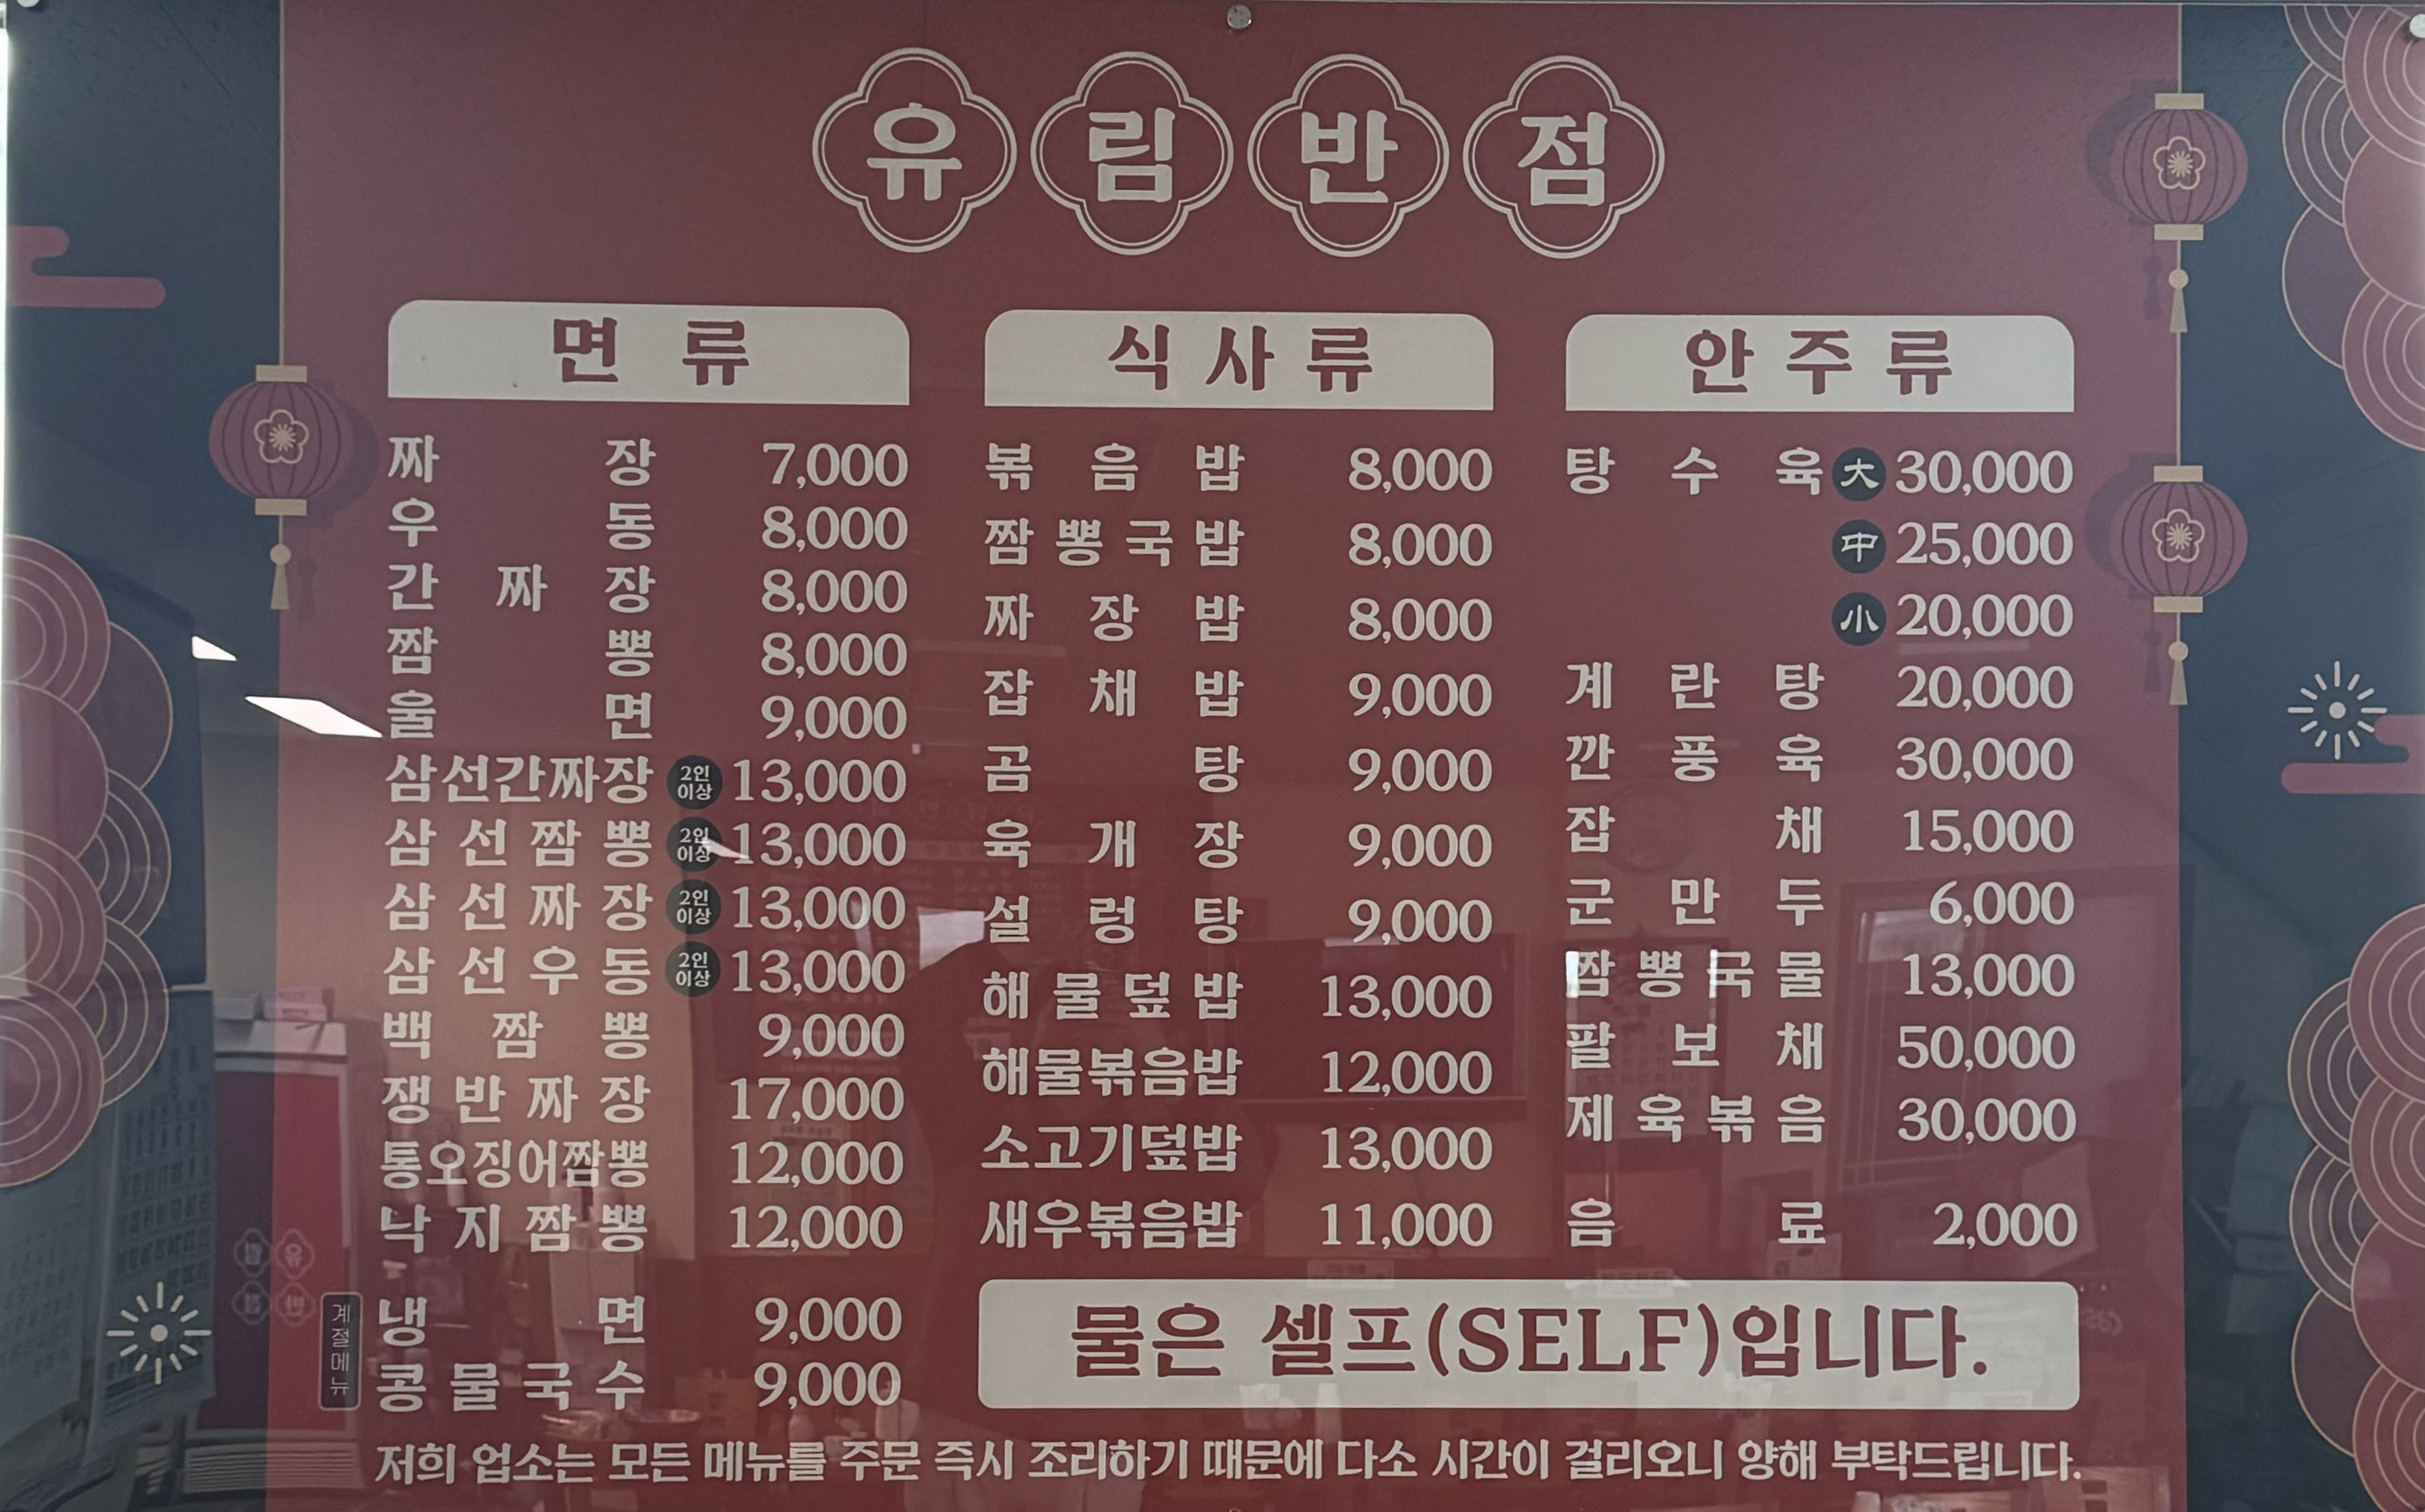 유림반점
면류
짜장 7,000
우동 8,000
간짜장 8,000
짬뽕 8,000
울면 9,000
삼선간짜장 2인이상 13,000
삼선짬뽕 2인이상 13,000
삼선짜장 2인이상 13,000
삼선우동 2인이상 13,000
백짬뽕 9,000
쟁반짜장 17,000
통오징어짬뽕 12,000
낙지짬뽕 12,000
계절메뉴
냉면 9,000
콩물국수 9,000
식사류
볶음밥 8,000
짬뽕국밥 8,000
짜장밥 8,000
잡채밥 9,000
곰탕 9,000
육개장 9,000
설렁탕 9,000
해물덮밥 13,000
해물볶음밥 12,000
소고기덮밥 13,000
새우볶음밥 11,000
안주류
탕수육 大 30,000
中 25,000
小 20,000
계란탕 20,000
깐풍육 30,000
잡채 15,000
군만두 6,000
짬뽕국물 13,000
팔보채 50,000
제육볶음 30,000
음료 2,000
물은 셀프(SELF)입니다.
저희 업소는 모든 메뉴를 주문 즉시 조리하기 때문에 다소 시간이 걸리오니 양해 부탁드립니다.